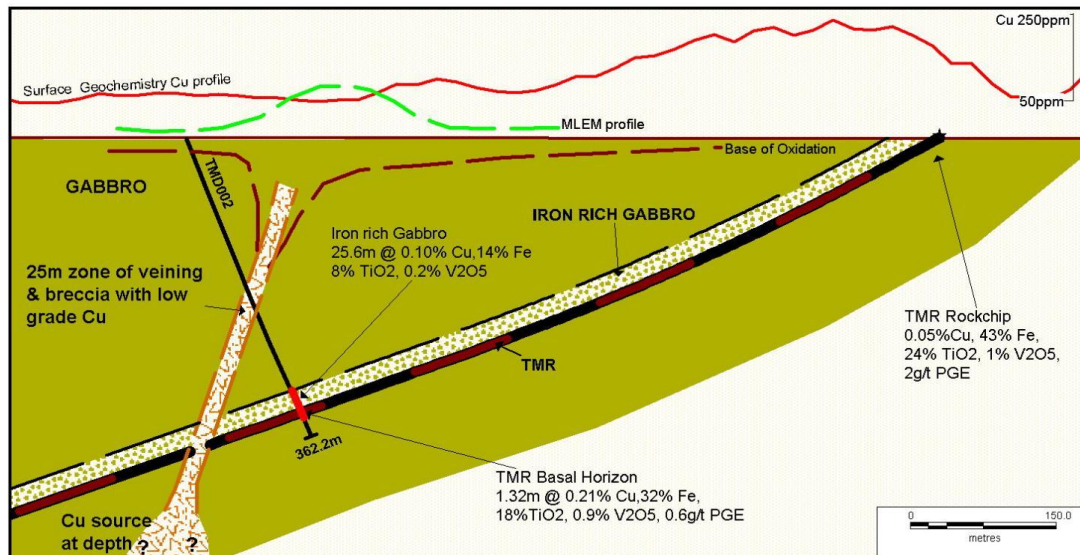 Cu 250ppm
Surface Geochemistry Cu profile
50ppm
MLEM profile
Base of Oxidation
GABBRO
TMD002
IRON RICH GABBRO
Iron rich Gabbro
25.6m @ 0.10% Cu,14% Fe
8% TiO2, 0.2% V2O5
25m zone of veining
& breccia with low
grade Cu
TMR Rockchip
0.05%Cu, 43% Fe,
24% TiO2, 1% V2O5,
2g/t PGE
TMR
362.2m
TMR Basal Horizon
1.32m @ 0.21% Cu,32% Fe,
18%TiO2, 0.9% V2O5, 0.6g/t PGE
Cu source
at depth
? ?
0 150.0
metres